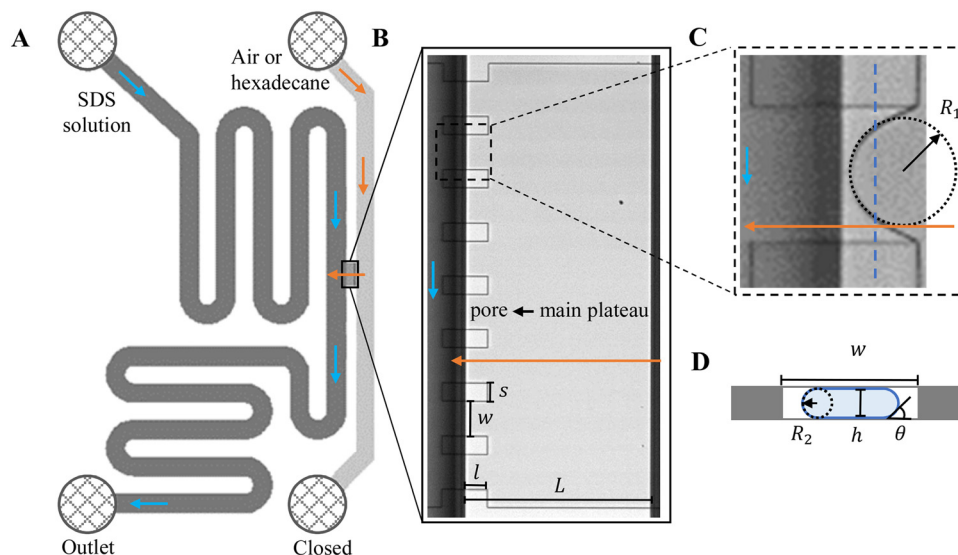 A
SDS
solution
Air or
hexadecane
Outlet
Closed
B
pore
main plateau
s
w
l
L
C
R₁
D
w
R₂
h
θ